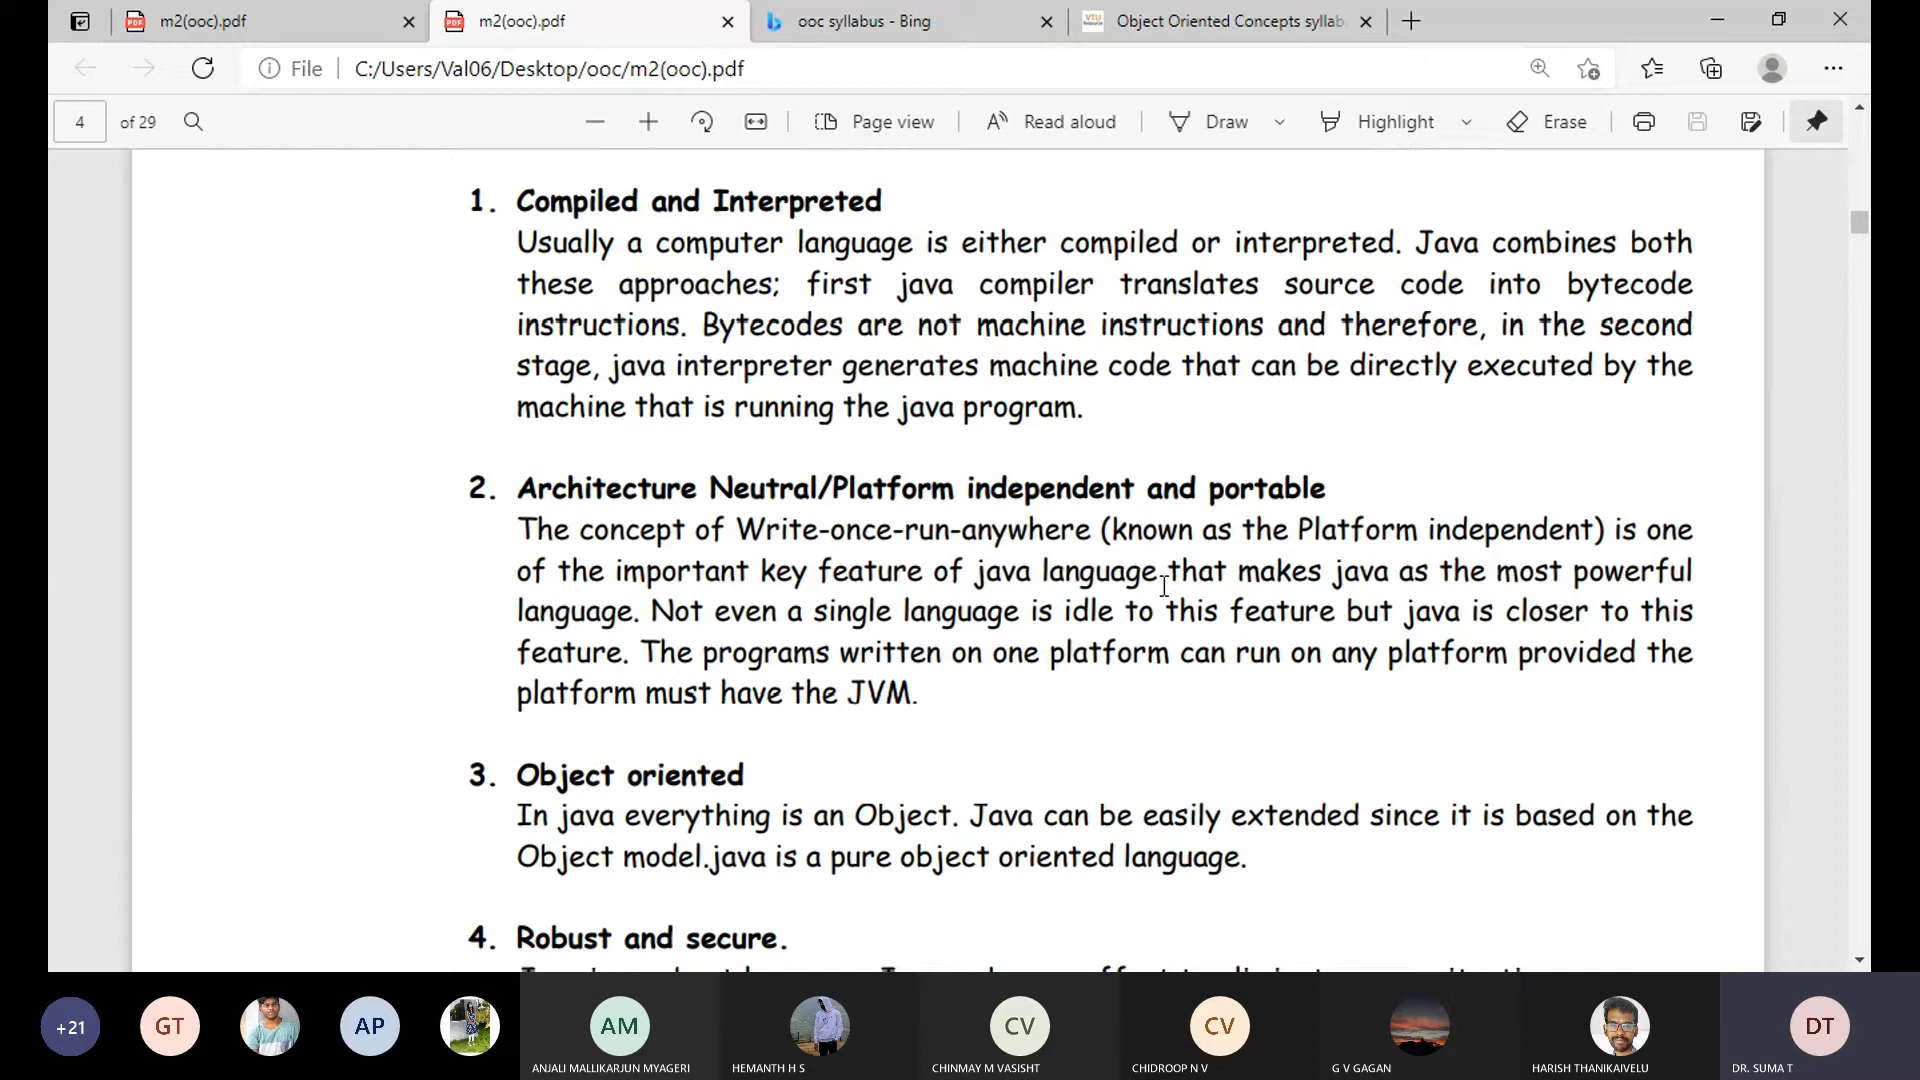 m2(ooc).pdf
m2(ooc).pdf
ooc syllabus - Bing
Object Oriented Concepts syllab
File
C:/Users/Val06/Desktop/ooc/m2(ooc).pdf
4 of 29
Page view
Read aloud
Draw
Highlight
Erase
1. Compiled and Interpreted
Usually a computer language is either compiled or interpreted. Java combines both
these approaches; first java compiler translates source code into bytecode
instructions. Bytecodes are not machine instructions and therefore, in the second
stage, java interpreter generates machine code that can be directly executed by the
machine that is running the java program.
2. Architecture Neutral/Platform independent and portable
The concept of Write-once-run-anywhere (known as the Platform independent) is one
of the important key feature of java language that makes java as the most powerful
language. Not even a single language is idle to this feature but java is closer to this
feature. The programs written on one platform can run on any platform provided the
platform must have the JVM.
3. Object oriented
In java everything is an Object. Java can be easily extended since it is based on the
Object model.java is a pure object oriented language.
4. Robust and secure.
+21
GT
AP
AM
CV
CV
DT
ANJALI MALLIKARJUN MYAGERI
HEMANTH H S
CHINMAY M VASISHT
CHIDROOP N V
G V GAGAN
HARISH THANIKAIVELU
DR. SUMA T